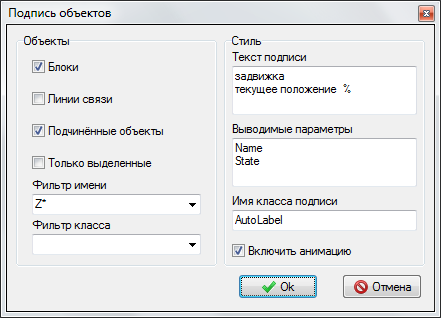 Подпись объектов
Объекты
Блоки
Линии связи
Подчинённые объекты
Только выделенные
Фильтр имени
Z*
Фильтр класса
Стиль
Текст подписи
задвижка
текущее положение %
Выводимые параметры
Name
State
Имя класса подписи
AutoLabel
Включить анимацию
Ok
Отмена